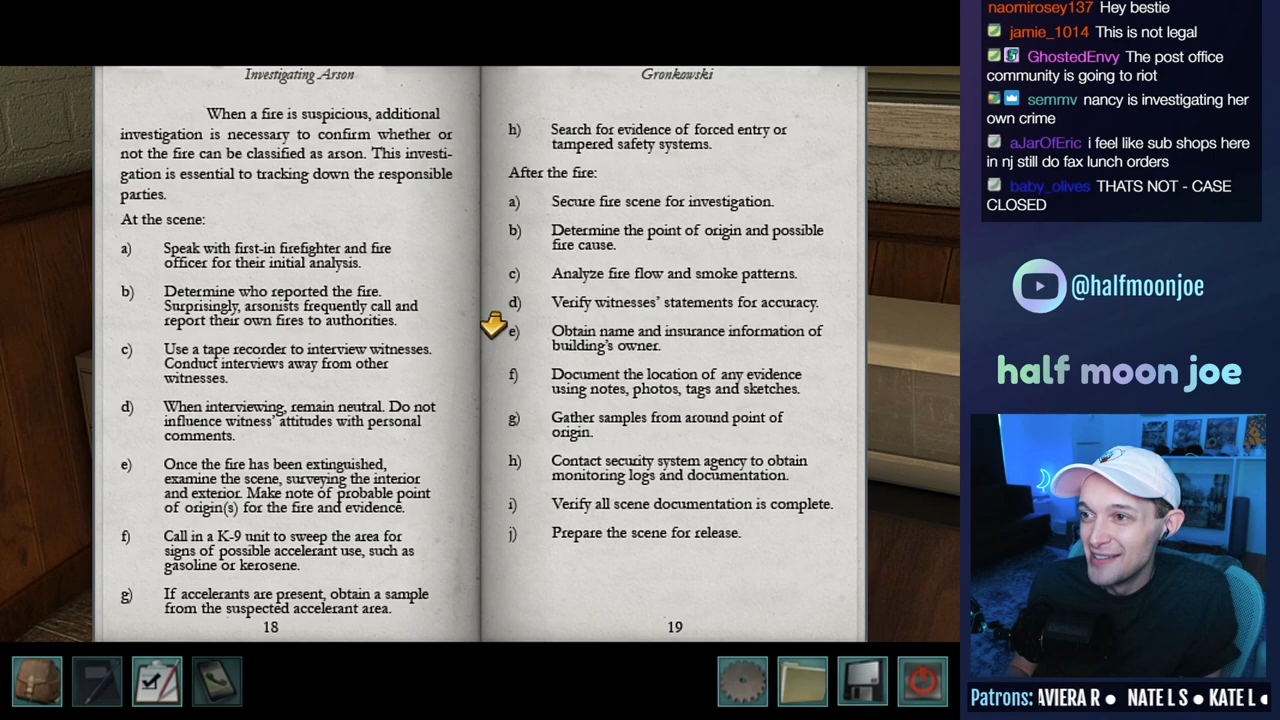 Investigating Arson
When a fire is suspicious, additional
investigation is necessary to confirm whether or
not the fire can be classified as arson. This investi-
gation is essential to tracking down the responsible
parties.
At the scene:
a) Speak with first-in firefighter and fire
officer for their initial analysis.
b) Determine who reported the fire.
Surprisingly, arsonists frequently call and
report their own fires to authorities.
c) Use a tape recorder to interview witnesses.
Conduct interviews away from other
witnesses.
d) When interviewing, remain neutral. Do not
influence witness' attitudes with personal
comments.
e) Once the fire has been extinguished,
examine the scene, surveying the interior
and exterior. Make note of probable point
of origin(s) for the fire and evidence.
f) Call in a K-9 unit to sweep the area for
signs of possible accelerant use, such as
gasoline or kerosene.
g) If accelerants are present, obtain a sample
from the suspected accelerant area.
18
Gronkowski
h) Search for evidence of forced entry or
tampered safety systems.
After the fire:
a) Secure fire scene for investigation.
b) Determine the point of origin and possible
fire cause.
c) Analyze fire flow and smoke patterns.
d) Verify witnesses' statements for accuracy.
e) Obtain name and insurance information of
building's owner.
f) Document the location of any evidence
using notes, photos, tags and sketches.
g) Gather samples from around point of
origin.
h) Contact security system agency to obtain
monitoring logs and documentation.
i) Verify all scene documentation is complete.
j) Prepare the scene for release.
19
naomirosey137 Hey bestie
jamie_1014 This is not legal
GhostedEnvy The post office
community is going to riot
semmv nancy is investigating her
own crime
aJarOfEric i feel like sub shops here
in nj still do fax lunch orders
baby_olives THATS NOT - CASE
CLOSED
@halfmoonjoe
half moon joe
Patrons: AVIERA R ● NATE L S ● KATE L